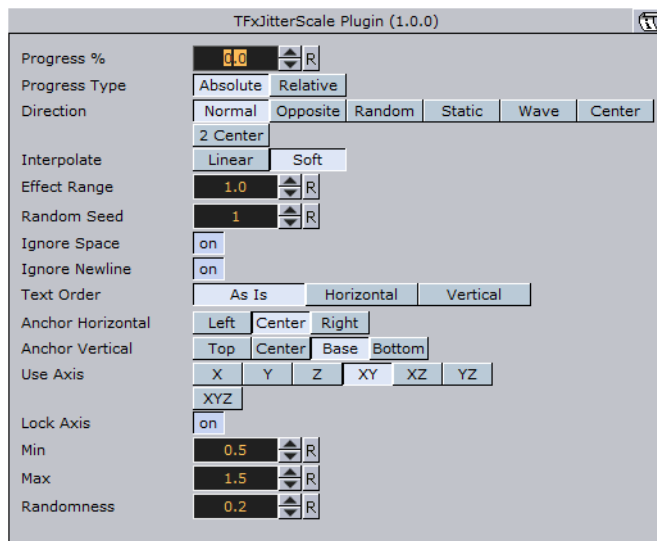 TFxJitterScale Plugin (1.0.0)
Progress % 0.0 R
Progress Type Absolute Relative
Direction Normal Opposite Random Static Wave Center
2 Center
Interpolate Linear Soft
Effect Range 1.0 R
Random Seed 1 R
Ignore Space on
Ignore Newline on
Text Order As Is Horizontal Vertical
Anchor Horizontal Left Center Right
Anchor Vertical Top Center Base Bottom
Use Axis X Y Z XY XZ YZ
XYZ
Lock Axis on
Min 0.5 R
Max 1.5 R
Randomness 0.2 R